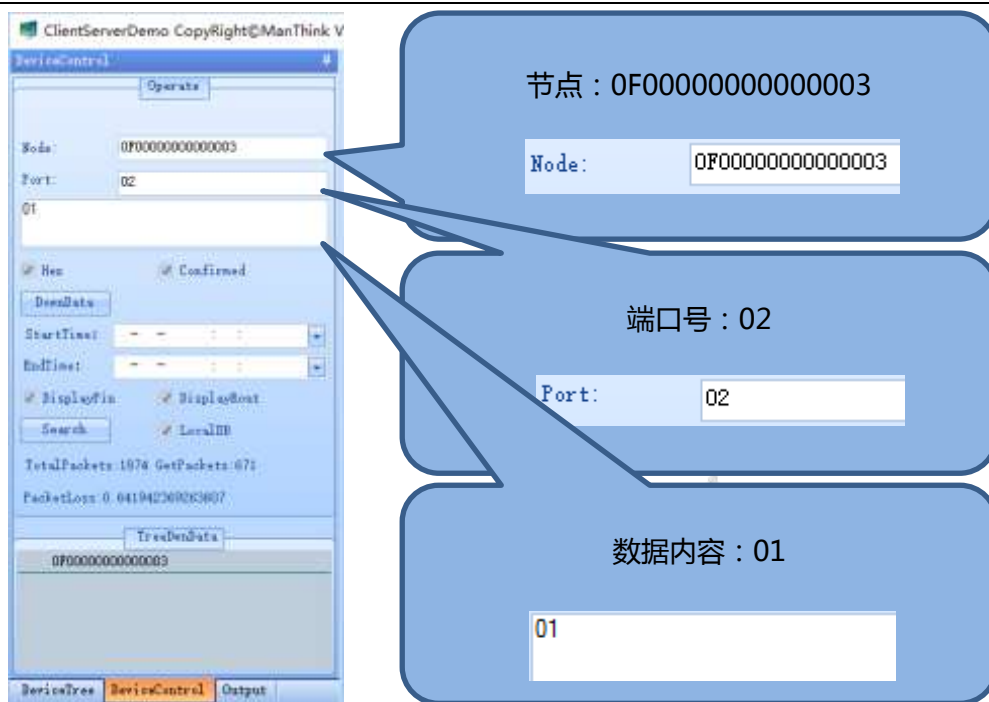 ClientServerDemo CopyRight©ManThink V
DeviceControl
Operate
Node:
0F00000000000003
Port:
02
01
Hex
Confirmed
DownData
StartTime:
- - : :
EndTime:
- - : :
DisplayPin
DisplayRout
Search
LocalDB
TotalPackets:1974 GetPackets:671
TreeDenData
0F00000000000003
DeviceTree
DeviceControl
Output
节点：0F00000000000003
Node:
0F00000000000003
端口号：02
Port:
02
数据内容：01
01